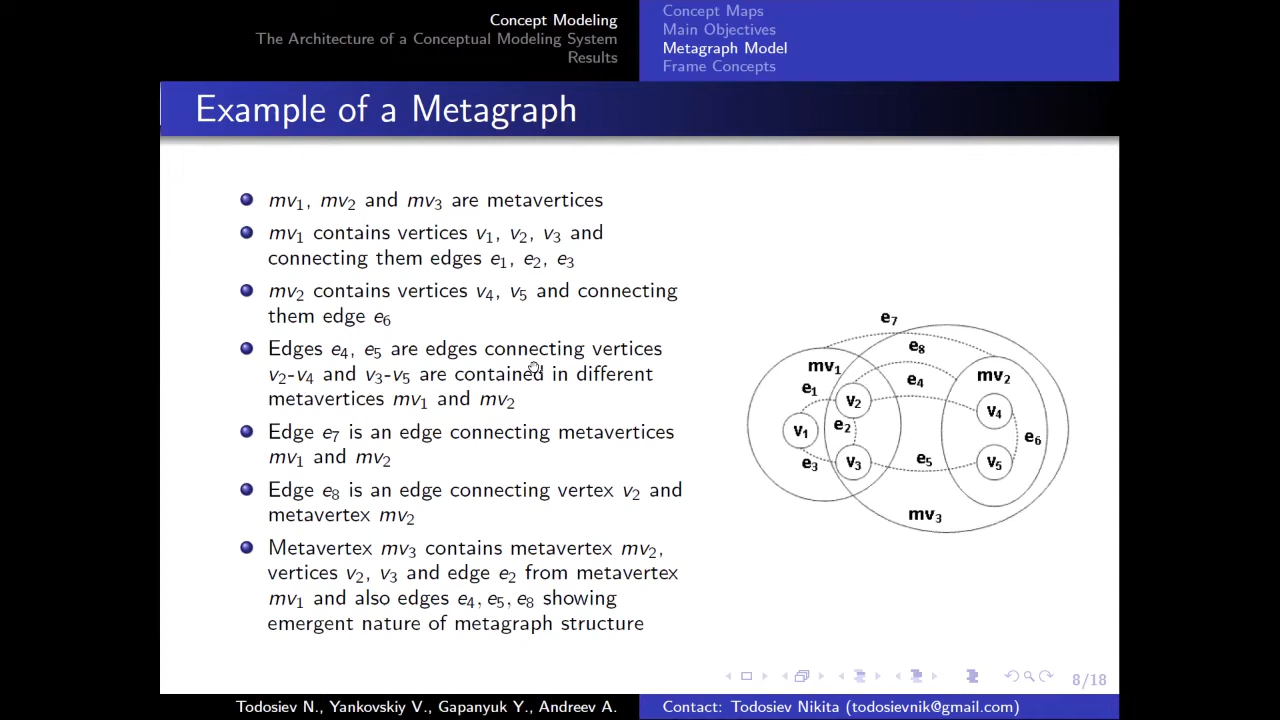 Concept Modeling
The Architecture of a Conceptual Modeling System
Results
Concept Maps
Main Objectives
Metagraph Model
Frame Concepts
Example of a Metagraph
mv₁, mv₂ and mv₃ are metavertices
mv₁ contains vertices v₁, v₂, v₃ and
connecting them edges e₁, e₂, e₃
mv₂ contains vertices v₄, v₅ and connecting
them edge e₆
Edges e₄, e₅ are edges connecting vertices
v₂-v₄ and v₃-v₅ are contained in different
metavertices mv₁ and mv₂
Edge e₇ is an edge connecting metavertices
mv₁ and mv₂
Edge e₈ is an edge connecting vertex v₂ and
metavertex mv₂
Metavertex mv₃ contains metavertex mv₂,
vertices v₂, v₃ and edge e₂ from metavertex
mv₁ and also edges e₄, e₅, e₈ showing
emergent nature of metagraph structure
e₇
e₈
mv₁
e₄
mv₂
e₁
v₂
v₄
v₁
e₂
e₆
e₃
v₃
e₅
v₅
mv₃
8/18
Todosiev N., Yankovskiy V., Gapanyuk Y., Andreev A.
Contact: Todosiev Nikita (todosievnik@gmail.com)